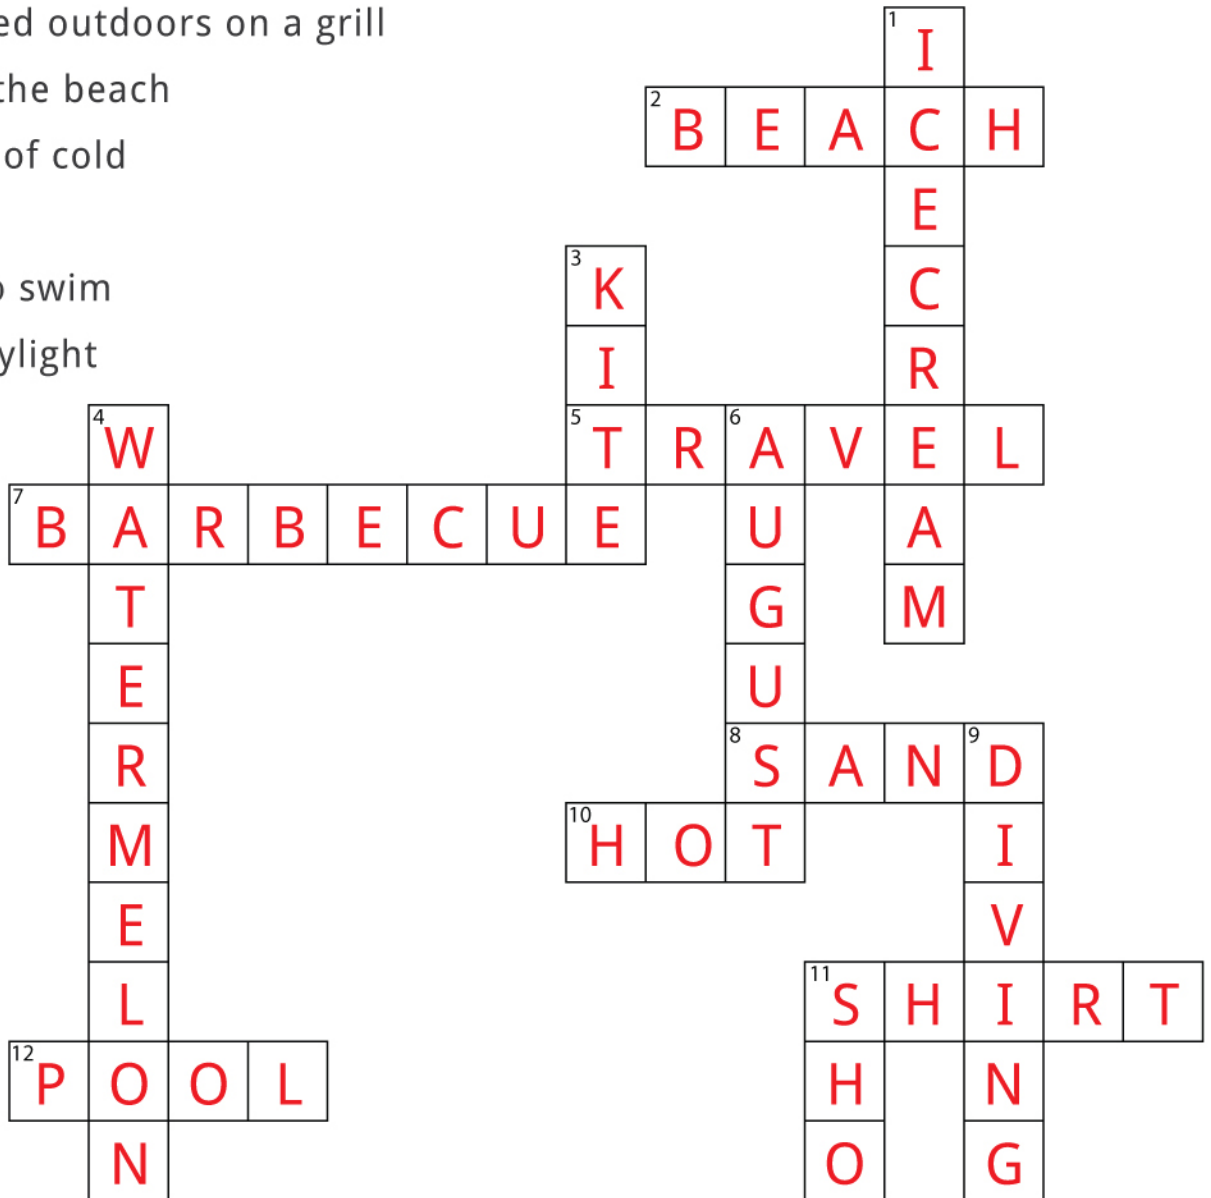 ed outdoors on a grill
the beach
of cold
o swim
ylight
1 I
2 B E A C H
E
3 K C
I R
4 W 5 T R 6 A V E L
7 B A R B E C U E U A
T G M
E U
R 8 S A N 9 D
M 10 H O T I
E V
L 11 S H I R T
12 P O O L H N
N O G